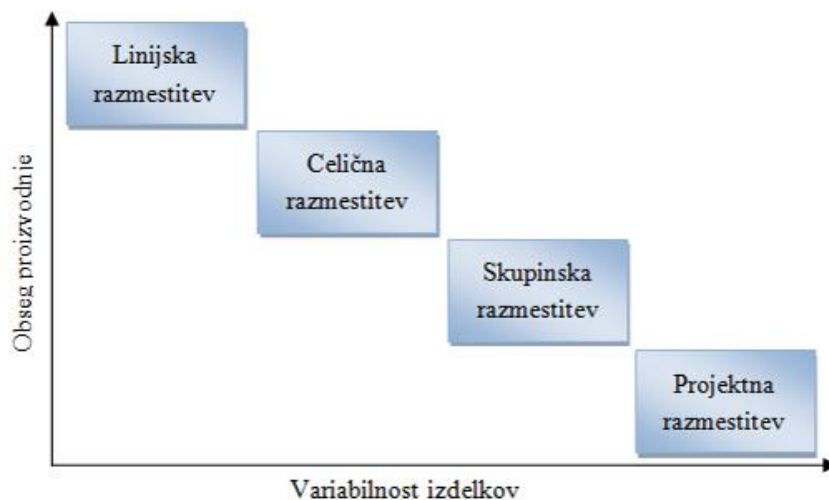 Linijska
razmestitev
Celična
razmestitev
Skupinska
razmestitev
Projektna
razmestitev
Obseg proizvodnje
Variabilnost izdelkov